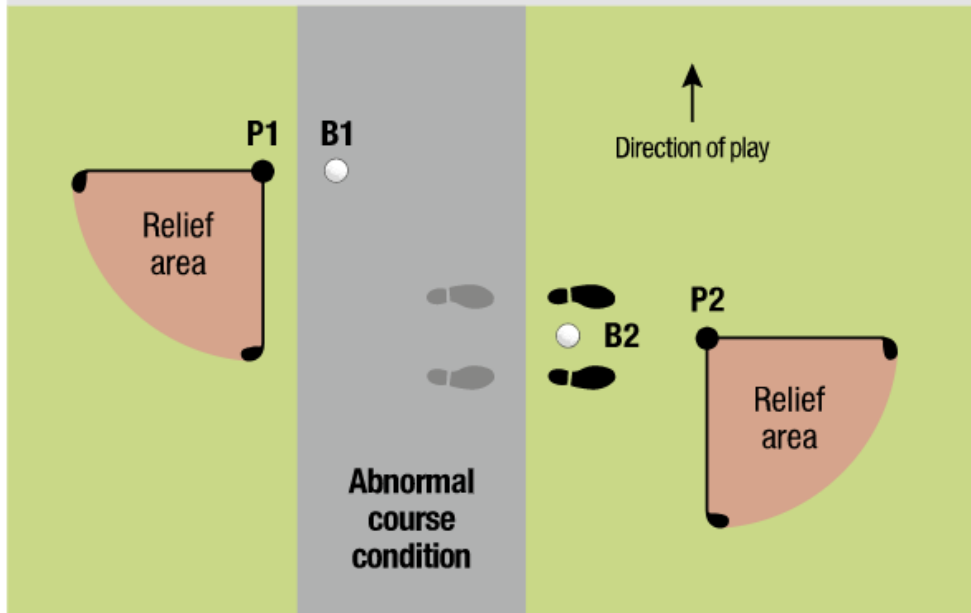 P1
B1
Direction of play
Relief
area
P2
B2
Relief
area
Abnormal
course
condition